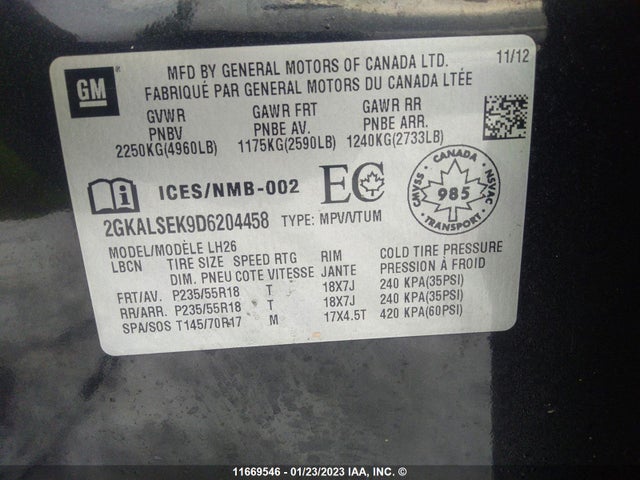 GM
MFD BY GENERAL MOTORS OF CANADA LTD. 11/12
FABRIQUÉ PAR GENERAL MOTORS DU CANADA LTÉE
GVWR GAWR FRT GAWR RR
PNBV PNBE AV. PNBE ARR.
2250KG(4960LB) 1175KG(2590LB) 1240KG(2733LB)
ICES/NMB-002 EC
CANADA
CMVSS NSVAC
985
TRANSPORT
2GKALSEK9D6204458 TYPE: MPV/VTUM
MODEL/MODÈLE LH26
LBCN TIRE SIZE SPEED RTG RIM COLD TIRE PRESSURE
DIM. PNEU COTE VITESSE JANTE PRESSION À FROID
FRT/AV. P235/55R18 T 18X7J 240 KPA(35PSI)
RR/ARR. P235/55R18 T 18X7J 240 KPA(35PSI)
SPA/SOS T145/70R17 M 17X4.5T 420 KPA(60PSI)
11669546 - 01/23/2023 IAA, INC. ©